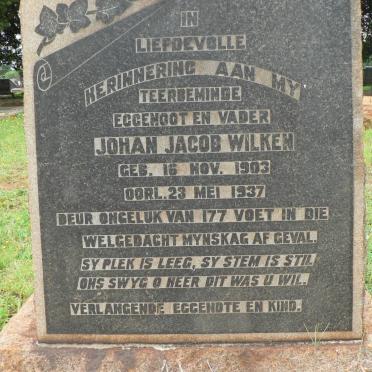 IN
LIEFDEVOLLE
HERINNERING AAN MY
TEERBEMINDE
EGGENOOT EN VADER
JOHAN JACOB WILKEN
GEB. 16 NOV. 1903
OORL. 23 MEI 1937
DEUR ONGELUK VAN 177 VOET IN DIE
WELGEDACHT MYNSKAG AF GEVAL.
SY PLEK IS LEEG, SY STEM IS STIL
ONS SWYG O HEER DIT WAS U WIL.
VERLANGENDE EGGENOTE EN KIND.